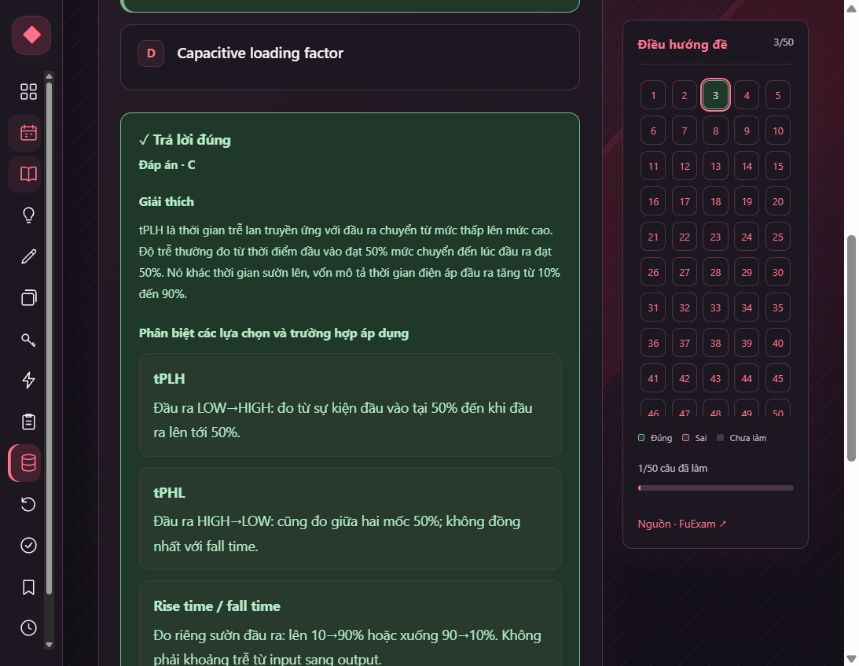 D Capacitive loading factor
✓ Trả lời đúng
Đáp án · C
Giải thích
tPLH là thời gian trễ lan truyền ứng với đầu ra chuyển từ mức thấp lên mức cao.
Độ trễ thường đo từ thời điểm đầu vào đạt 50% mức chuyển đến lúc đầu ra đạt
50%. Nó khác thời gian sườn lên, vốn mô tả thời gian điện áp đầu ra tăng từ 10%
đến 90%.
Phân biệt các lựa chọn và trường hợp áp dụng
tPLH
Đầu ra LOW→HIGH: đo từ sự kiện đầu vào tại 50% đến khi đầu
ra lên tới 50%.
tPHL
Đầu ra HIGH→LOW: cũng đo giữa hai mốc 50%; không đồng
nhất với fall time.
Rise time / fall time
Đo riêng sườn đầu ra: lên 10→90% hoặc xuống 90→10%. Không
phải khoảng trễ từ input sang output.
Điều hướng đề 3/50
1 2 3 4 5
6 7 8 9 10
11 12 13 14 15
16 17 18 19 20
21 22 23 24 25
26 27 28 29 30
31 32 33 34 35
36 37 38 39 40
41 42 43 44 45
46 47 48 49 50
Đúng Sai Chưa làm
1/50 câu đã làm
Nguồn · FuExam ↗